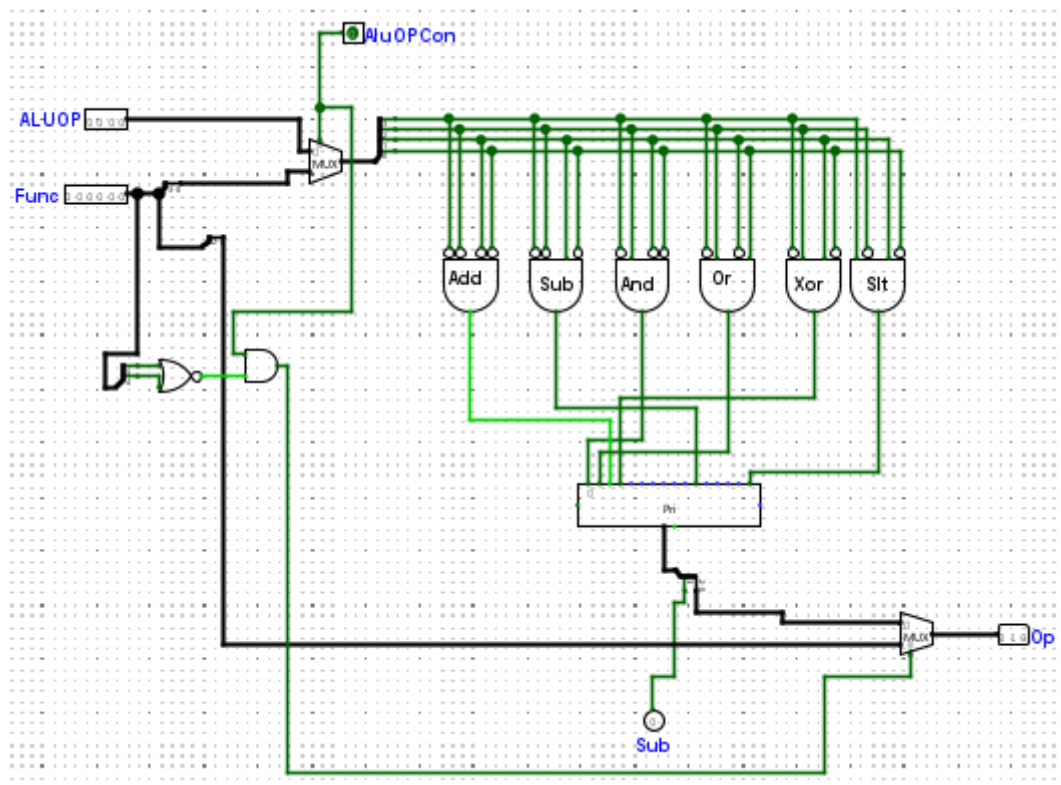 AluOPCon
ALUOP
MUX
Func
Add
Sub
And
Or
Xor
Slt
Pri
MUX
Op
Sub